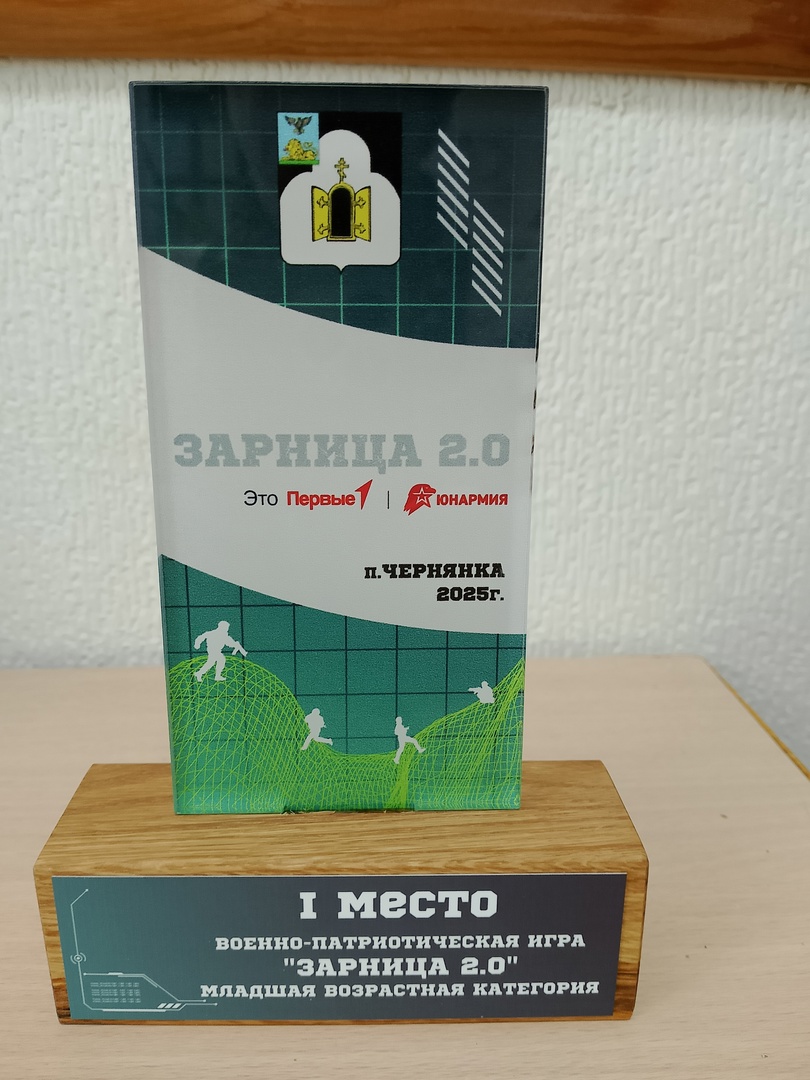 ЗАРНИЦА 2.0
Это Первые | ЮНАРМИЯ
п.ЧЕРНЯНКА
2025г.
I место
ВОЕННО-ПАТРИОТИЧЕСКАЯ ИГРА
"ЗАРНИЦА 2.0"
МЛАДШАЯ ВОЗРАСТНАЯ КАТЕГОРИЯ